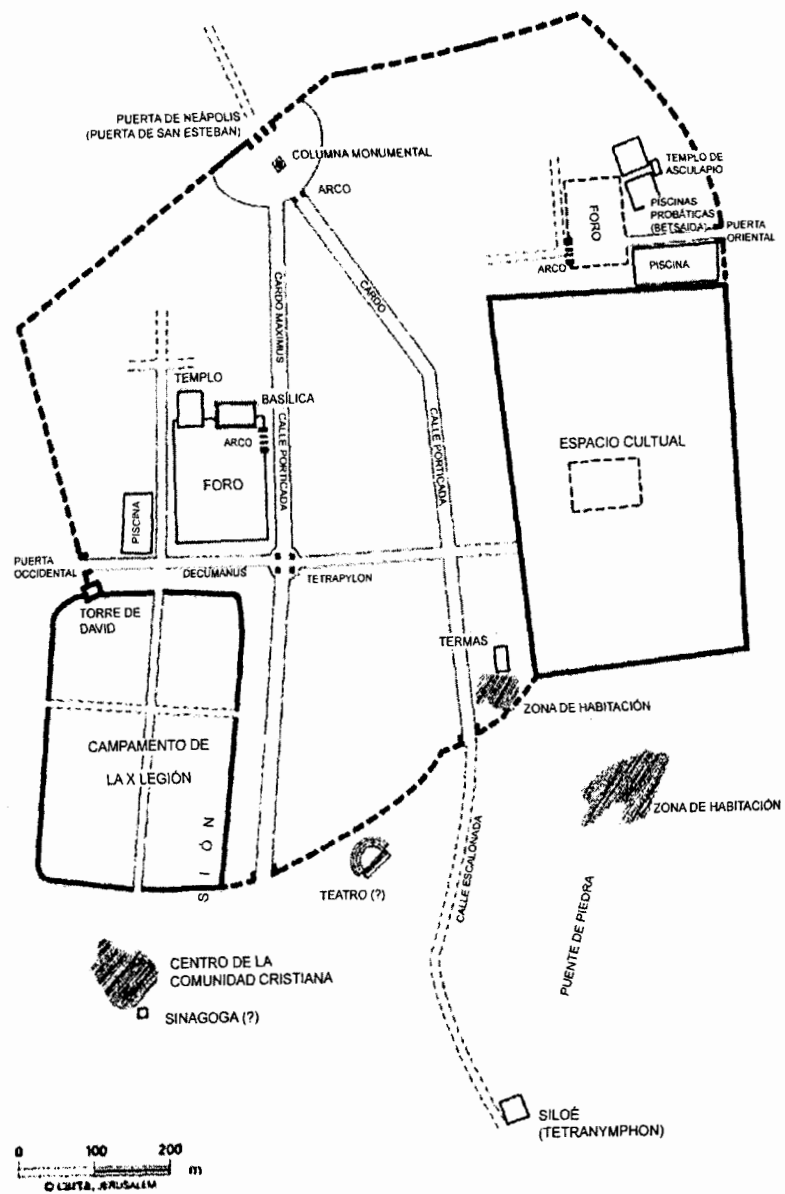 PUERTA DE NEÁPOLIS
(PUERTA DE SAN ESTEBAN)
COLUMNA MONUMENTAL
ARCO
TEMPLO DE
ASCULAPIO
PISCINAS
PROBÁTICAS
(BETSAIDA)
PUERTA
ORIENTAL
FORO
ARCO
PISCINA
CARDO MAXIMUS
CARDO
TEMPLO
BASÍLICA
ARCO
FORO
CALLE PORTICADA
CALLE PORTICADA
ESPACIO CULTUAL
PISCINA
PUERTA
OCCIDENTAL
DECUMANUS
TETRAPYLON
TORRE DE
DAVID
TERMAS
ZONA DE HABITACIÓN
CAMPAMENTO DE
LA X LEGIÓN
SIÓN
ZONA DE HABITACIÓN
TEATRO (?)
CALLE ESCALONADA
PUENTE DE PIEDRA
CENTRO DE LA
COMUNIDAD CRISTIANA
SINAGOGA (?)
SILOÉ
(TETRANYMPHON)
0 100 200
m
© CARTA, JERUSALEM